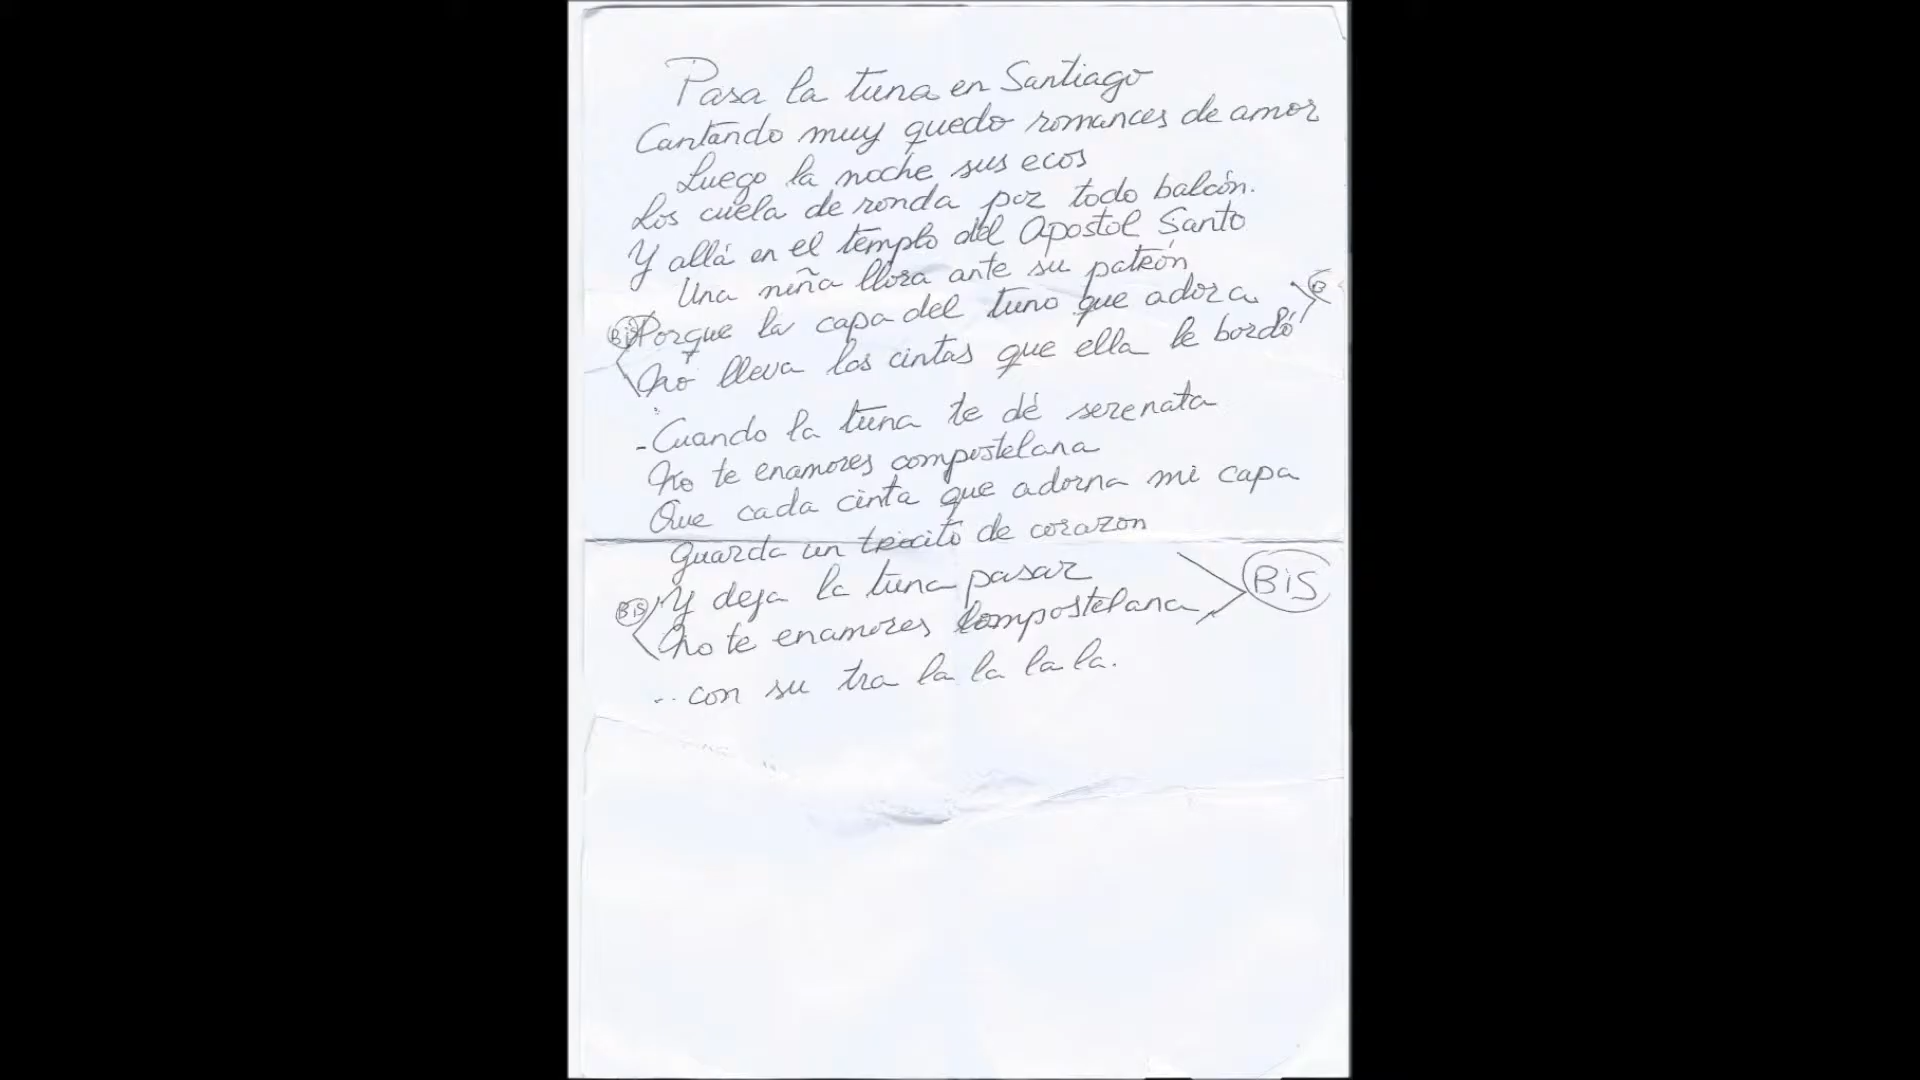 Pasa la tuna en Santiago
Cantando muy quedo romances de amor
Luego la noche sus ecos
Los cuela de ronda por todo balcón.
Y allá en el templo del Apostol Santo
Una niña llora ante su patrón
Bis Porque la capa del tuno que adora
No lleva las cintas que ella le bordó
- Cuando la tuna te dé serenata
No te enamores compostelana
Que cada cinta que adorna mi capa
guarda un trocito de corazon
Y deja la tuna pasar
Bis No te enamores Compostelana BiS
.. con su tra la la la la.